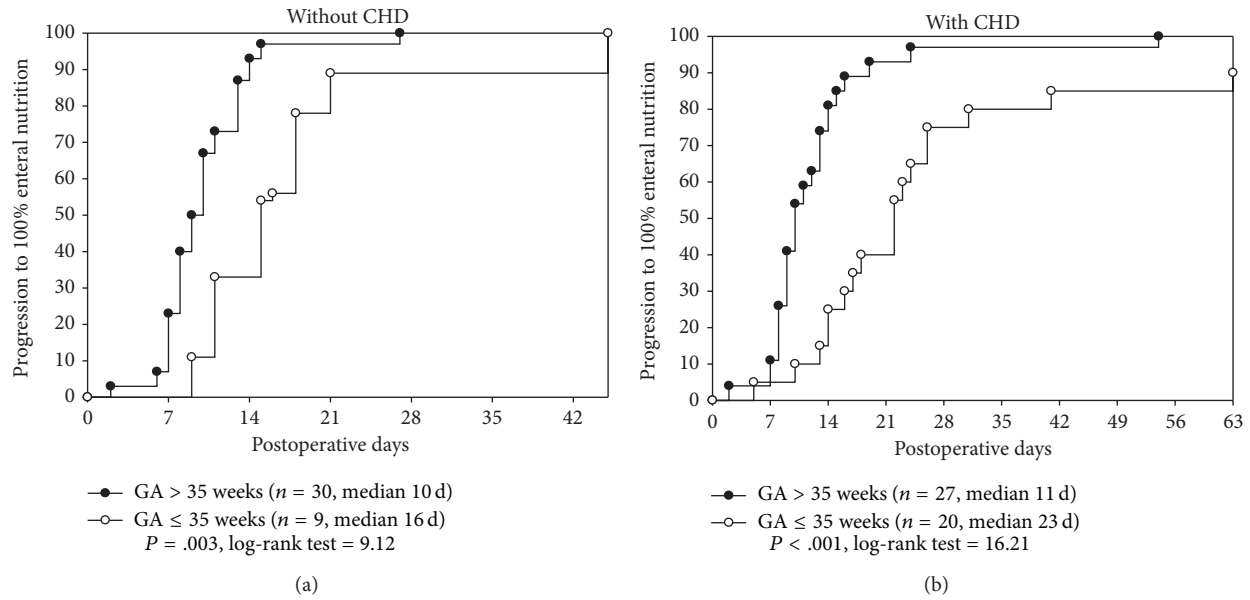 Without CHD
Progression to 100% enteral nutrition
100
90
80
70
60
50
40
30
20
10
0
0 7 14 21 28 35 42
Postoperative days
GA > 35 weeks (n = 30, median 10 d)
GA ≤ 35 weeks (n = 9, median 16 d)
P = .003, log-rank test = 9.12
(a)
With CHD
Progression to 100% enteral nutrition
100
90
80
70
60
50
40
30
20
10
0
0 7 14 21 28 35 42 49 56 63
Postoperative days
GA > 35 weeks (n = 27, median 11 d)
GA ≤ 35 weeks (n = 20, median 23 d)
P < .001, log-rank test = 16.21
(b)